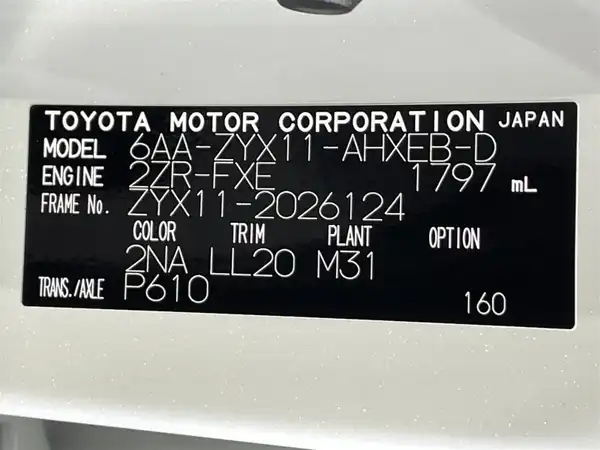 TOYOTA MOTOR CORPORATION JAPAN
MODEL 6AA-ZYX11-AHXEB-D
ENGINE 2ZR-FXE 1797 mL
FRAME No. ZYX11-2026124
COLOR TRIM PLANT OPTION
2NA LL20 M31
TRANS./AXLE P610
160